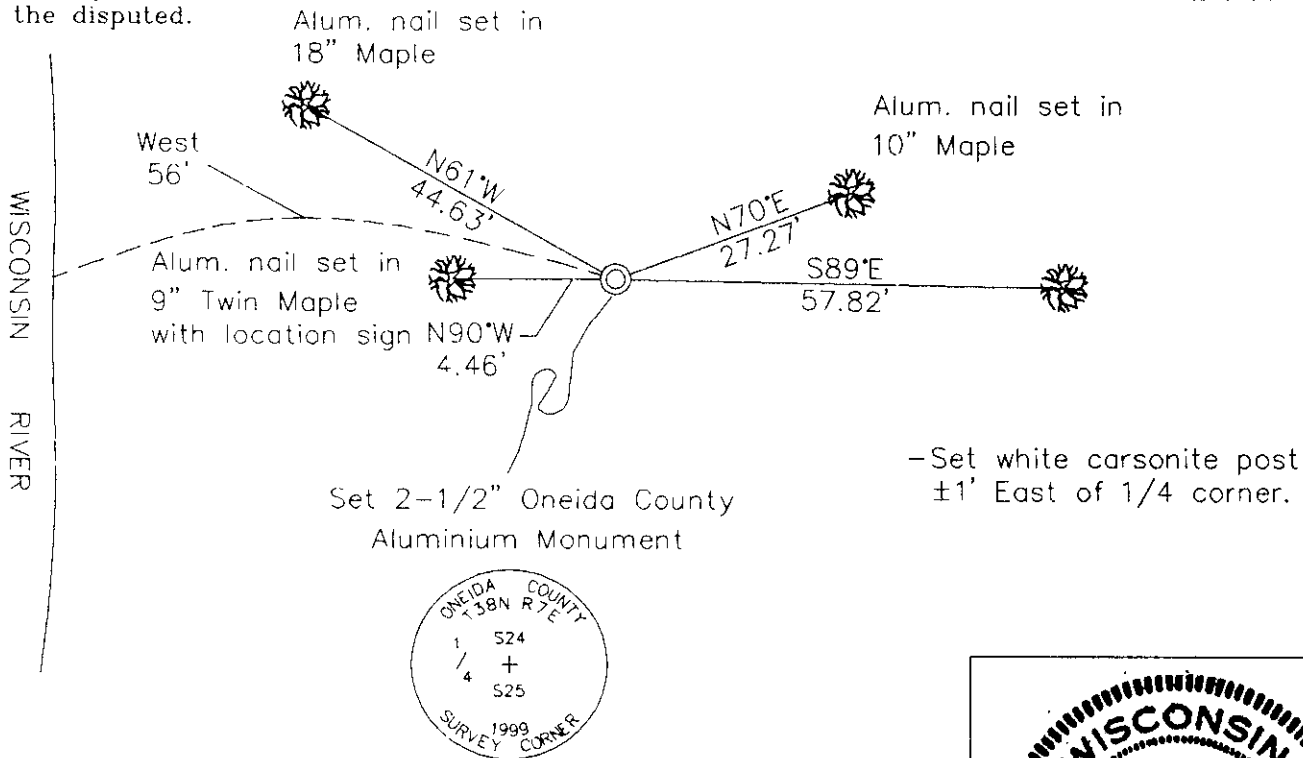 the disputed.
Alum. nail set in
18" Maple
Alum. nail set in
10" Maple
West
56'
N61°W
44.63'
N70°E
27.27'
S89°E
57.82'
Alum. nail set in
9" Twin Maple
with location sign
N90°W
4.46'
WISCONSIN RIVER
-Set white carsonite post
±1' East of 1/4 corner.
Set 2-1/2" Oneida County
Aluminium Monument
ONEIDA COUNTY
T38N R7E
1/4
S24
+
S25
1999
SURVEY CORNER
WISCONSIN